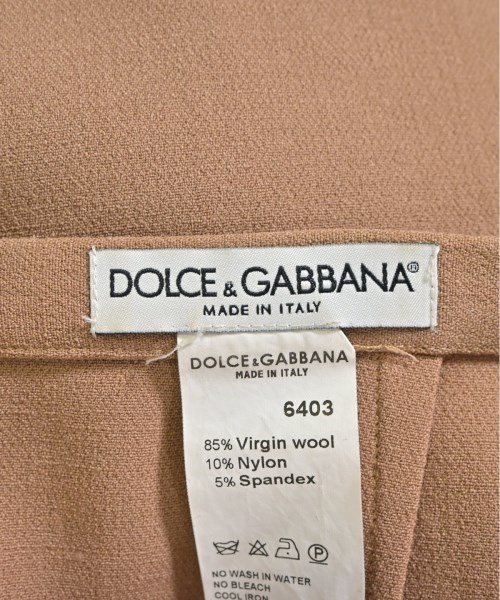 DOLCE & GABBANA®
MADE IN ITALY
DOLCE & GABBANA
MADE IN ITALY
6403
85% Virgin wool
10% Nylon
5% Spandex
P
NO WASH IN WATER
NO BLEACH
COOL IRON